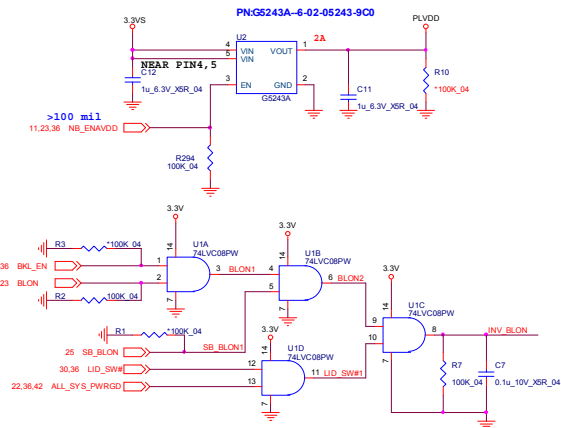 PN:G5243A--6-02-05243-9C0
3.3VS
PLVDD
U2
2A
4 VIN VOUT 1
5 VIN
NEAR PIN4,5
C12
1u_6.3V_X5R_04
3 EN GND 2
G5243A
C11
1u_6.3V_X5R_04
R10
*100K_04
>100 mil
11,23,36 NB_ENAVDD
R294
100K_04
3.3V
R3 *100K_04
14
U1A
74LVC08PW
36 BKL_EN
1
3 BLON1
23 BLON
2
R2 100K_04
7
3.3V
14
U1B
74LVC08PW
4
5
6 BLON2
7
3.3V
14
U1C
74LVC08PW
9
10
8 INV_BLON
7
R1 *100K_04
25 SB_BLON
SB_BLON1
3.3V
14
U1D
74LVC08PW
30,36 LID_SW#
12
11 LID_SW#1
22,36,42 ALL_SYS_PWRGD
13
7
R7
100K_04
C7
0.1u_10V_X5R_04